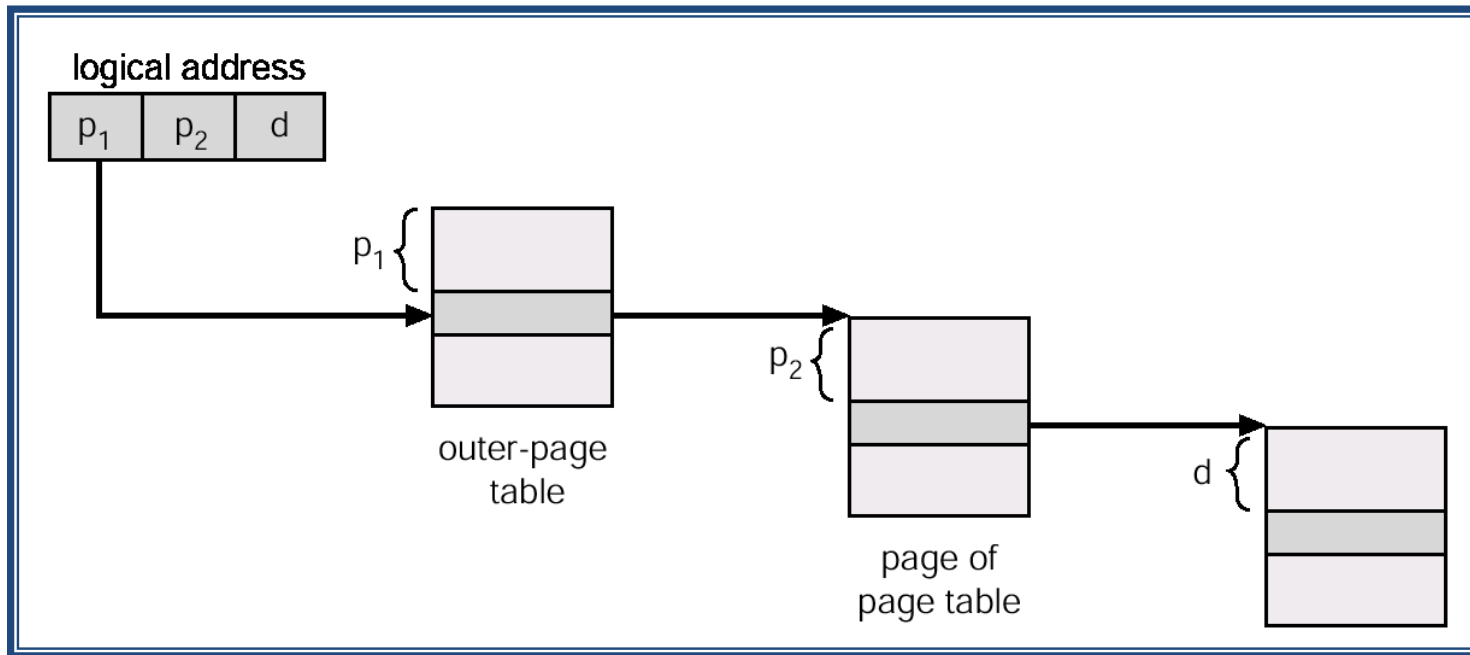 logical address
p₁ p₂ d
p₁
outer-page
table
p₂
page of
page table
d